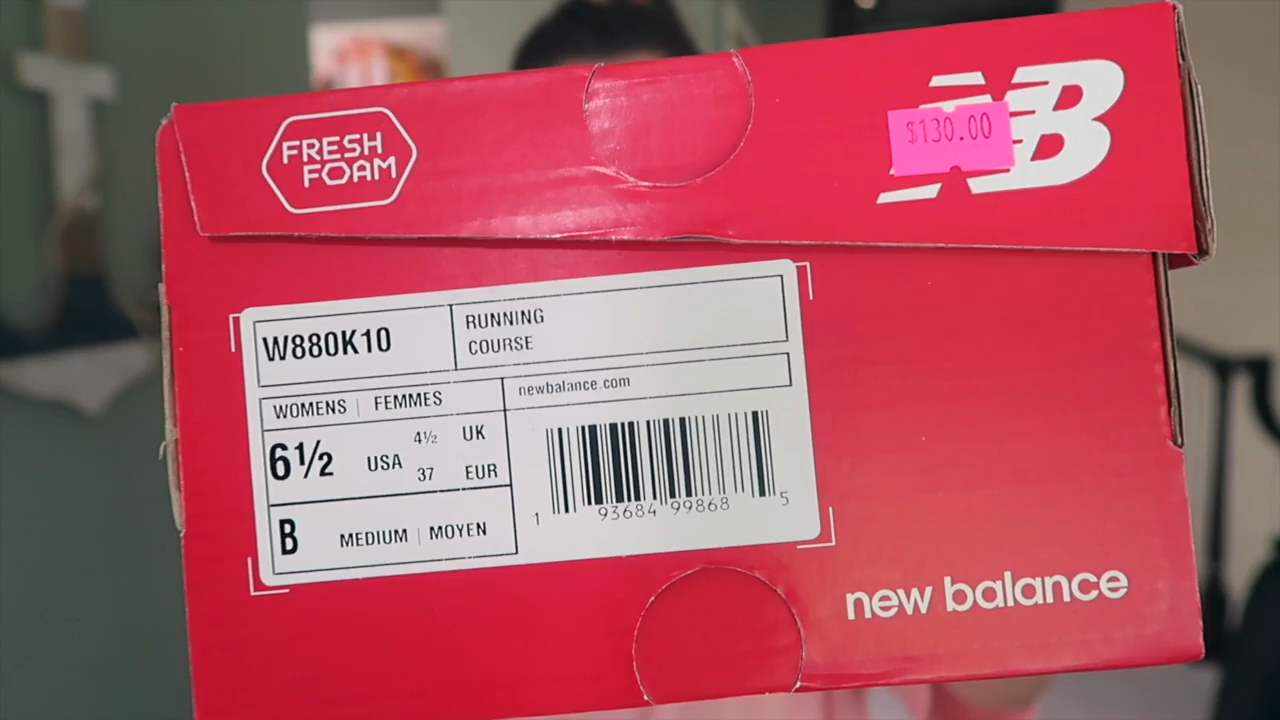 FRESH
FOAM
NB
$130.00
W880K10
RUNNING
COURSE
newbalance.com
WOMENS | FEMMES
6½ USA 4½ UK
37 EUR
B MEDIUM | MOYEN
1 93684 99868 5
new balance